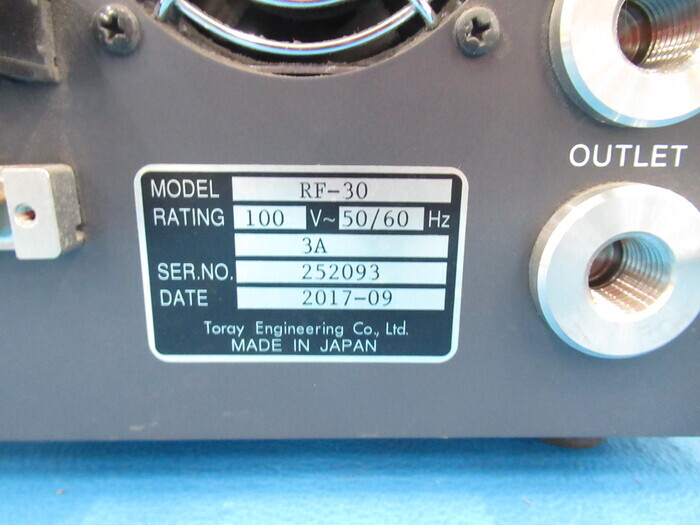 OUTLET
MODEL RF-30
RATING 100 V~ 50/60 Hz
3A
SER.NO. 252093
DATE 2017-09
Toray Engineering Co., Ltd.
MADE IN JAPAN